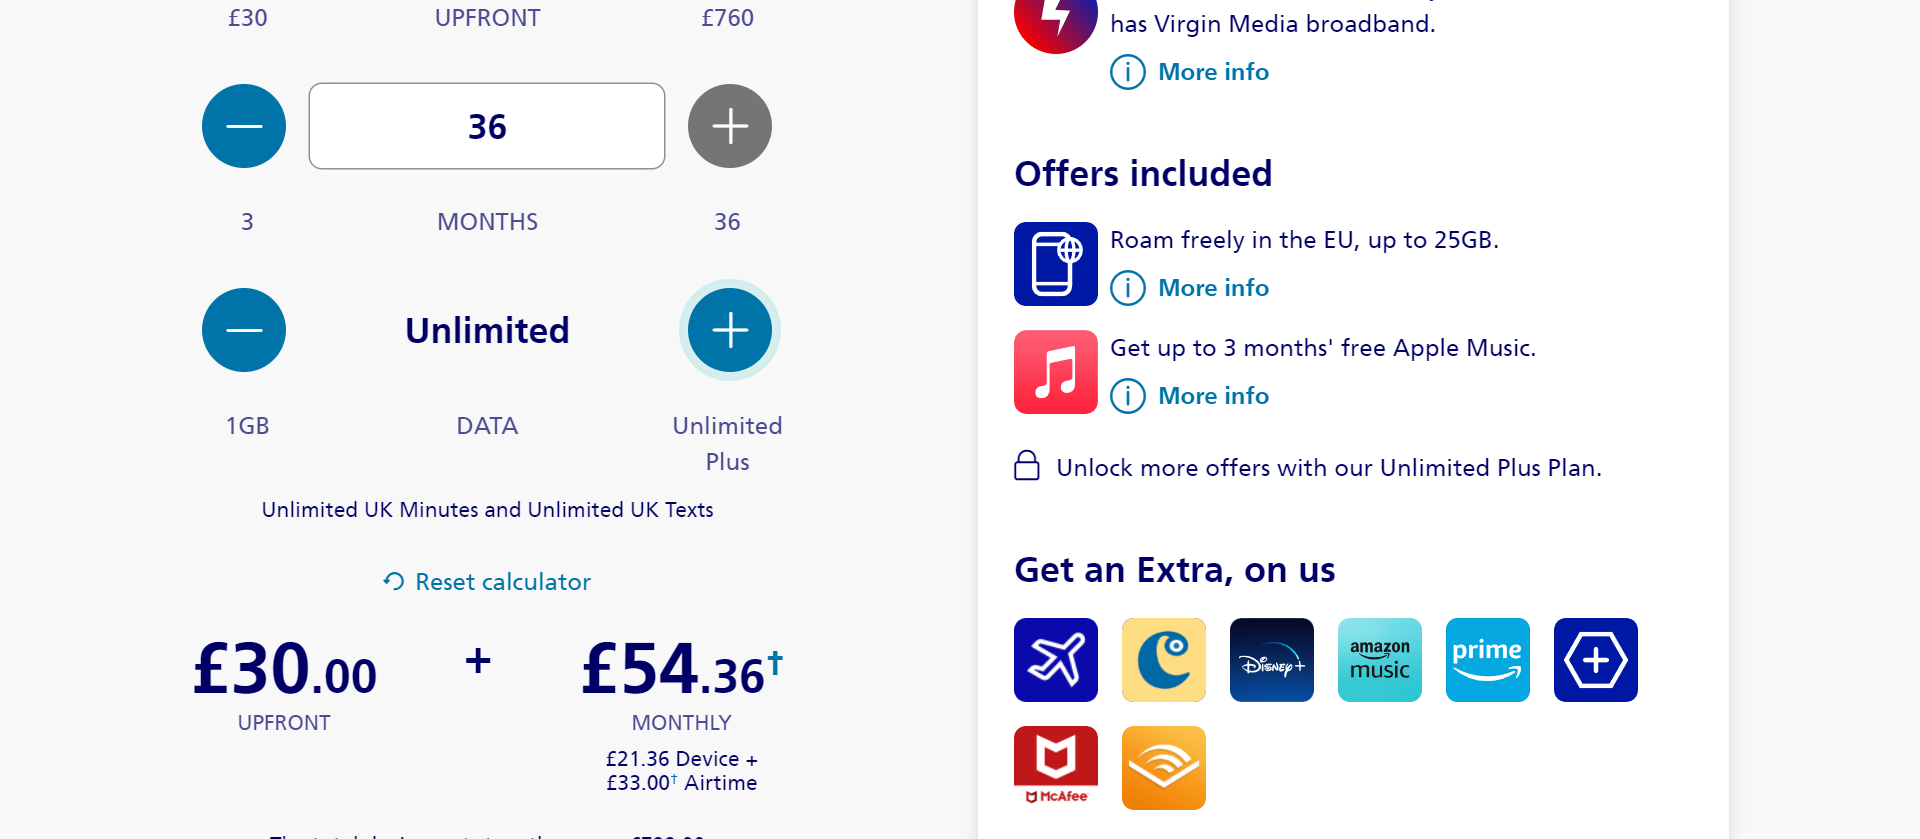 £30 UPFRONT £760
36
3 MONTHS 36
Unlimited
1GB DATA Unlimited
Plus
Unlimited UK Minutes and Unlimited UK Texts
Reset calculator
£30.00 + £54.36†
UPFRONT MONTHLY
£21.36 Device +
£33.00† Airtime
has Virgin Media broadband.
More info
Offers included
Roam freely in the EU, up to 25GB.
More info
Get up to 3 months' free Apple Music.
More info
Unlock more offers with our Unlimited Plus Plan.
Get an Extra, on us
Disney+
amazon
music
prime
McAfee